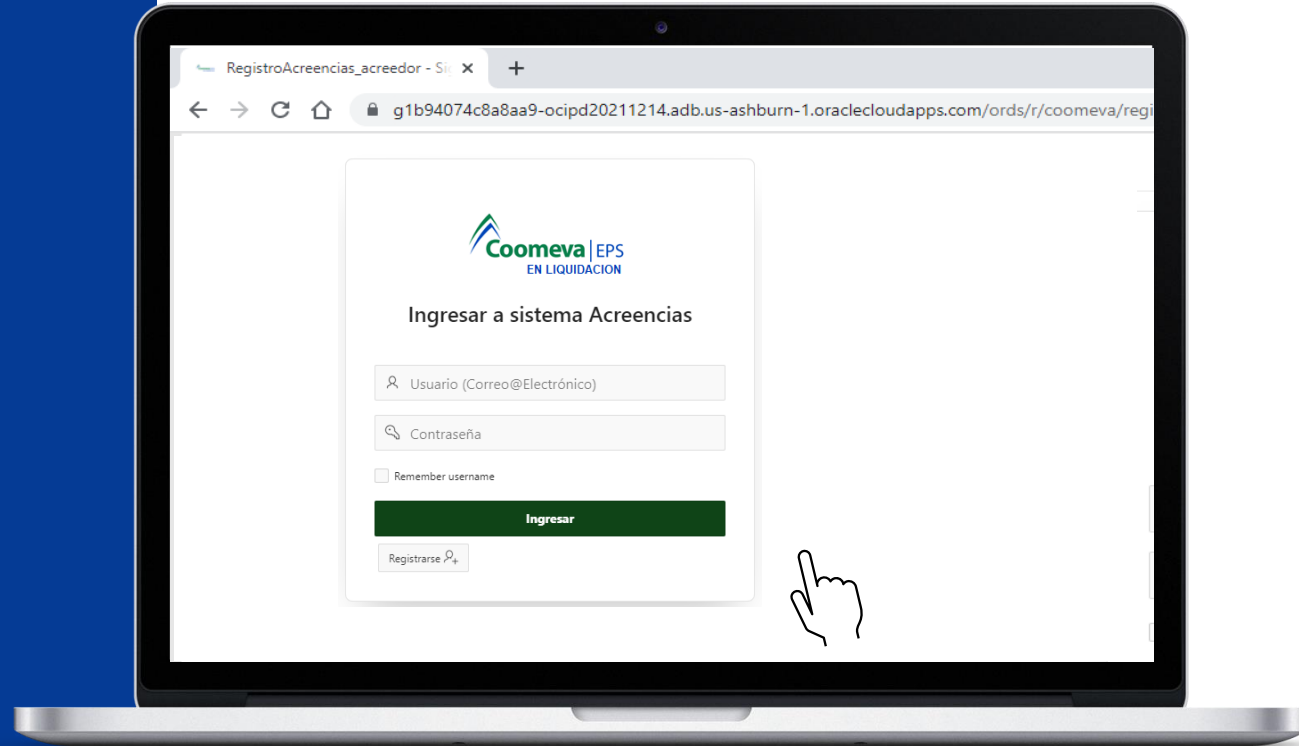 RegistroAcreencias_acreedor - Si
g1b94074c8a8aa9-ocipd20211214.adb.us-ashburn-1.oraclecloudapps.com/ords/r/coomeva/regi
Coomeva | EPS
EN LIQUIDACION
Ingresar a sistema Acreencias
Usuario (Correo@Electrónico)
Contraseña
Remember username
Ingresar
Registrarse